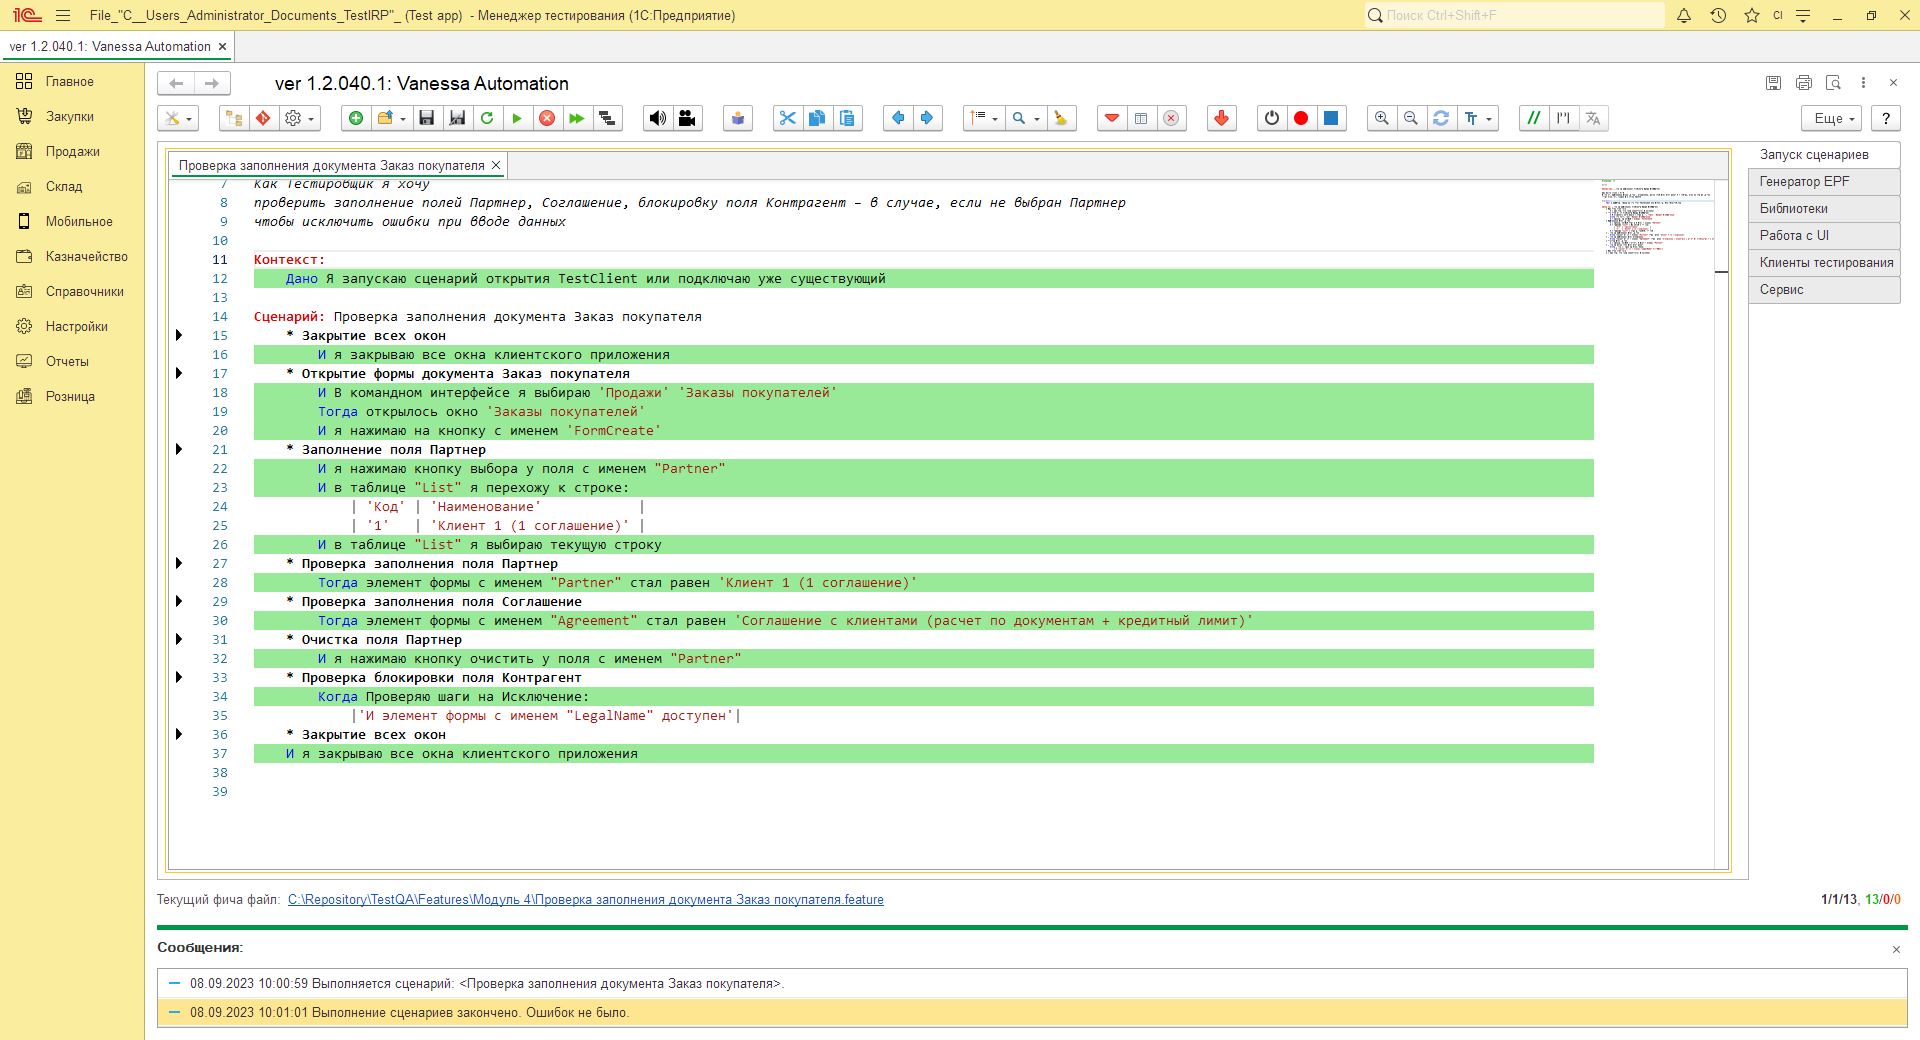 File_"C__Users_Administrator_Documents_TestIRP"_ (Test app) - Менеджер тестирования (1С:Предприятие)
Поиск Ctrl+Shift+F
CI
ver 1.2.040.1: Vanessa Automation
Главное
Закупки
Продажи
Склад
Мобильное
Казначейство
Справочники
Настройки
Отчеты
Розница
ver 1.2.040.1: Vanessa Automation
Еще
?
Проверка заполнения документа Заказ покупателя
7 Как Тестировщик я хочу
8 проверить заполнение полей Партнер, Соглашение, блокировку поля Контрагент – в случае, если не выбран Партнер
9 чтобы исключить ошибки при вводе данных
10
11 Контекст:
12 Дано Я запускаю сценарий открытия TestClient или подключаю уже существующий
13
14 Сценарий: Проверка заполнения документа Заказ покупателя
15 * Закрытие всех окон
16 И я закрываю все окна клиентского приложения
17 * Открытие формы документа Заказ покупателя
18 И В командном интерфейсе я выбираю 'Продажи' 'Заказы покупателей'
19 Тогда открылось окно 'Заказы покупателей'
20 И я нажимаю на кнопку с именем 'FormCreate'
21 * Заполнение поля Партнер
22 И я нажимаю кнопку выбора у поля с именем "Partner"
23 И в таблице "List" я перехожу к строке:
24 | 'Код' | 'Наименование' |
25 | '1' | 'Клиент 1 (1 соглашение)' |
26 И в таблице "List" я выбираю текущую строку
27 * Проверка заполнения поля Партнер
28 Тогда элемент формы с именем "Partner" стал равен 'Клиент 1 (1 соглашение)'
29 * Проверка заполнения поля Соглашение
30 Тогда элемент формы с именем "Agreement" стал равен 'Соглашение с клиентами (расчет по документам + кредитный лимит)'
31 * Очистка поля Партнер
32 И я нажимаю кнопку очистить у поля с именем "Partner"
33 * Проверка блокировки поля Контрагент
34 Когда Проверяю шаги на Исключение:
35 |'И элемент формы с именем "LegalName" доступен'|
36 * Закрытие всех окон
37 И я закрываю все окна клиентского приложения
38
39
Запуск сценариев
Генератор EPF
Библиотеки
Работа с UI
Клиенты тестирования
Сервис
Текущий фича файл: C:\Repository\TestQA\Features\Модуль 4\Проверка заполнения документа Заказ покупателя.feature
1/1/13, 13/0/0
Сообщения:
08.09.2023 10:00:59 Выполняется сценарий: <Проверка заполнения документа Заказ покупателя>.
08.09.2023 10:01:01 Выполнение сценариев закончено. Ошибок не было.